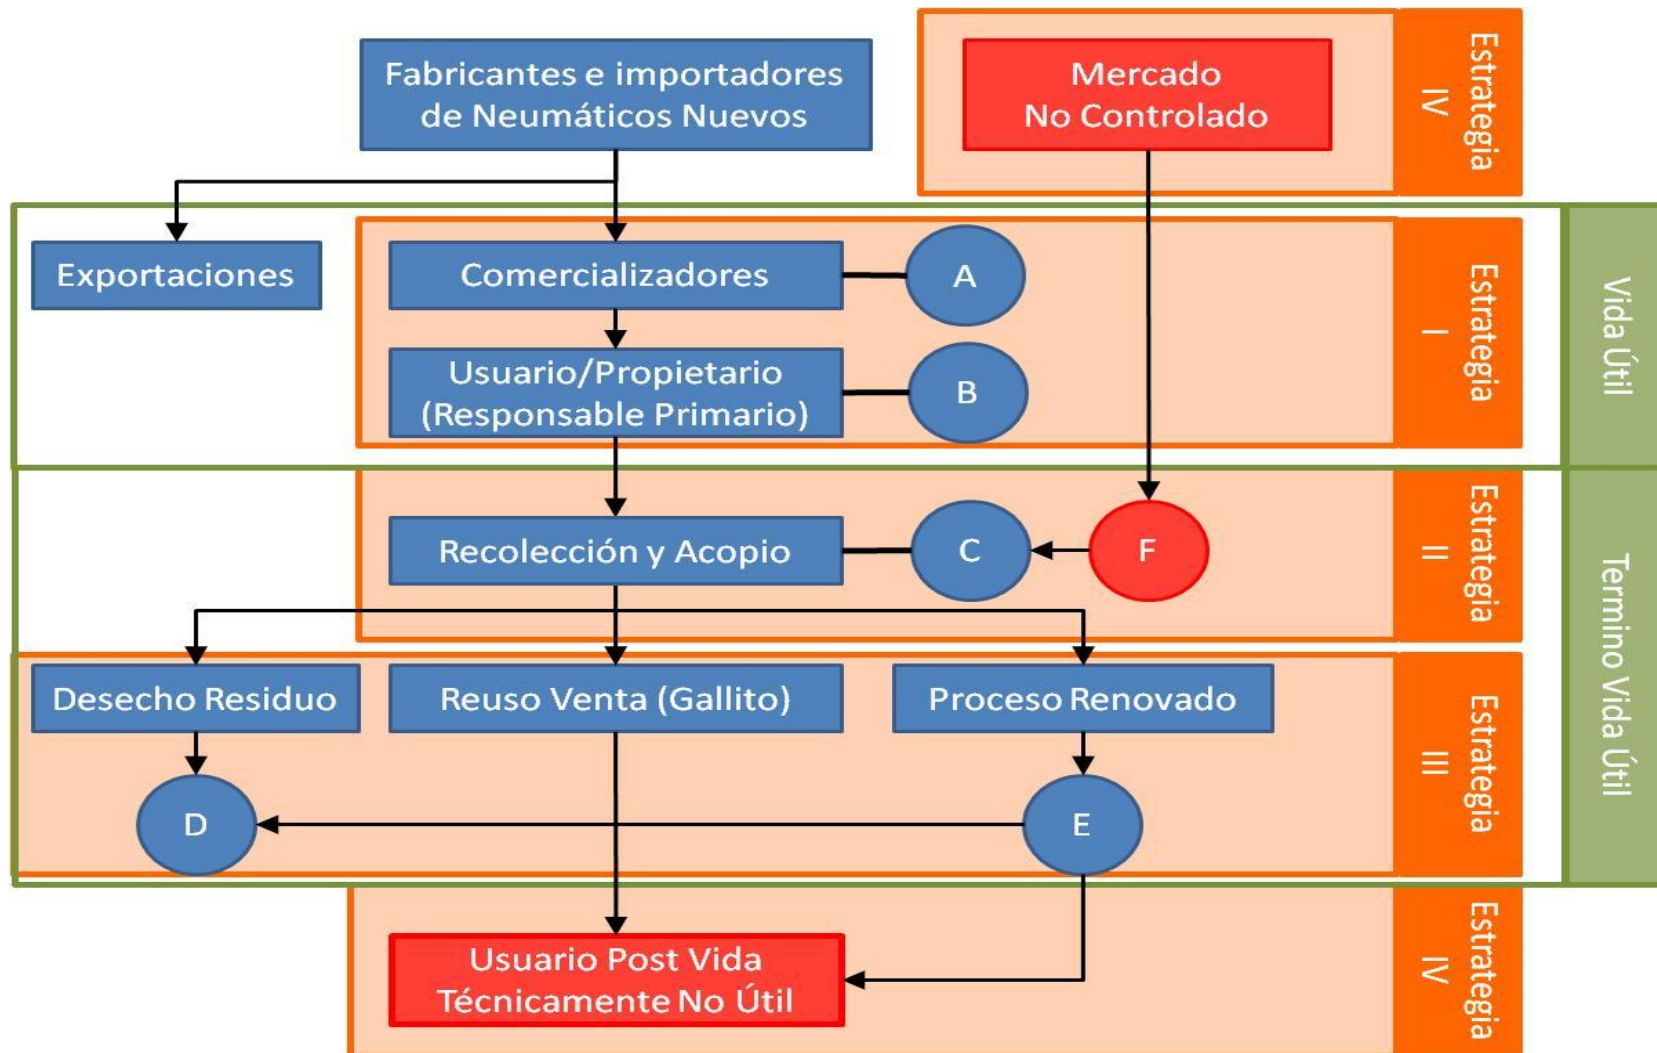 Fabricantes e importadores
de Neumáticos Nuevos
Mercado
No Controlado
Estrategia
IV
Exportaciones
Comercializadores
A
Usuario/Propietario
(Responsable Primario)
B
Estrategia
I
Vida Útil
Recolección y Acopio
C
F
Estrategia
II
Termino Vida Útil
Desecho Residuo
Reuso Venta (Gallito)
Proceso Renovado
D
E
Estrategia
III
Usuario Post Vida
Técnicamente No Útil
Estrategia
IV